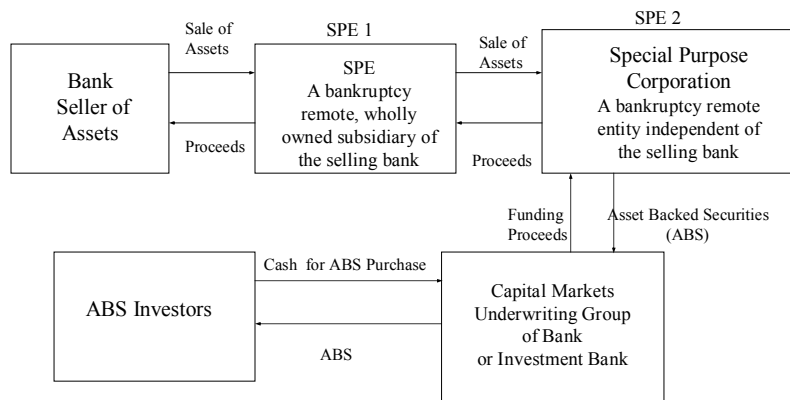 SPE 2
SPE 1
Sale of
Assets
Sale of
Assets
Bank
Seller of
Assets
SPE
A bankruptcy
remote, wholly
owned subsidiary of
the selling bank
Special Purpose
Corporation
A bankruptcy remote
entity independent of
the selling bank
Proceeds
Proceeds
Funding
Proceeds
Asset Backed Securities
(ABS)
ABS Investors
Cash for ABS Purchase
ABS
Capital Markets
Underwriting Group
of Bank
or Investment Bank